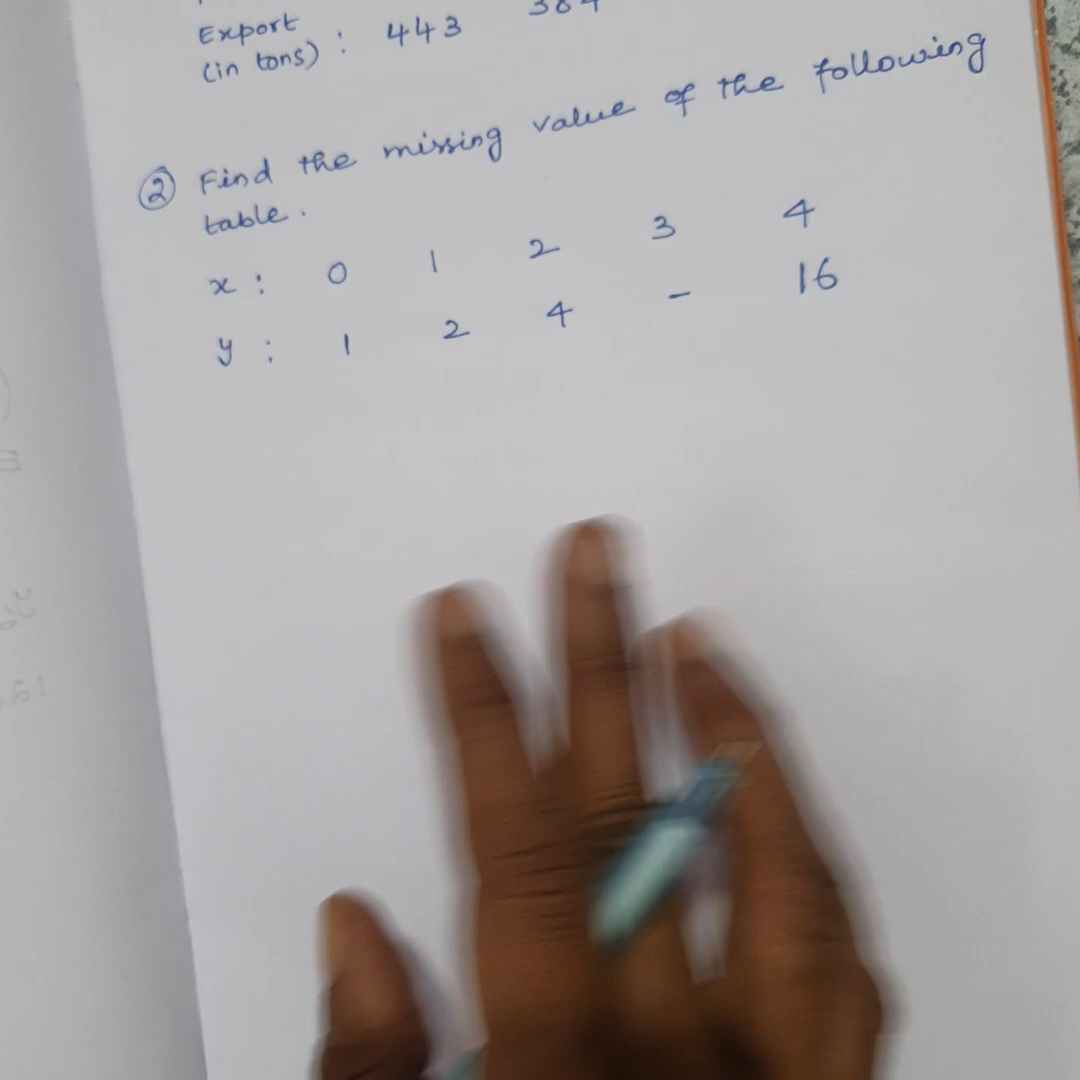 Export
(in tons) : 443 384
② Find the missing value of the following
table.
x : 0 1 2 3 4
y : 1 2 4 - 16